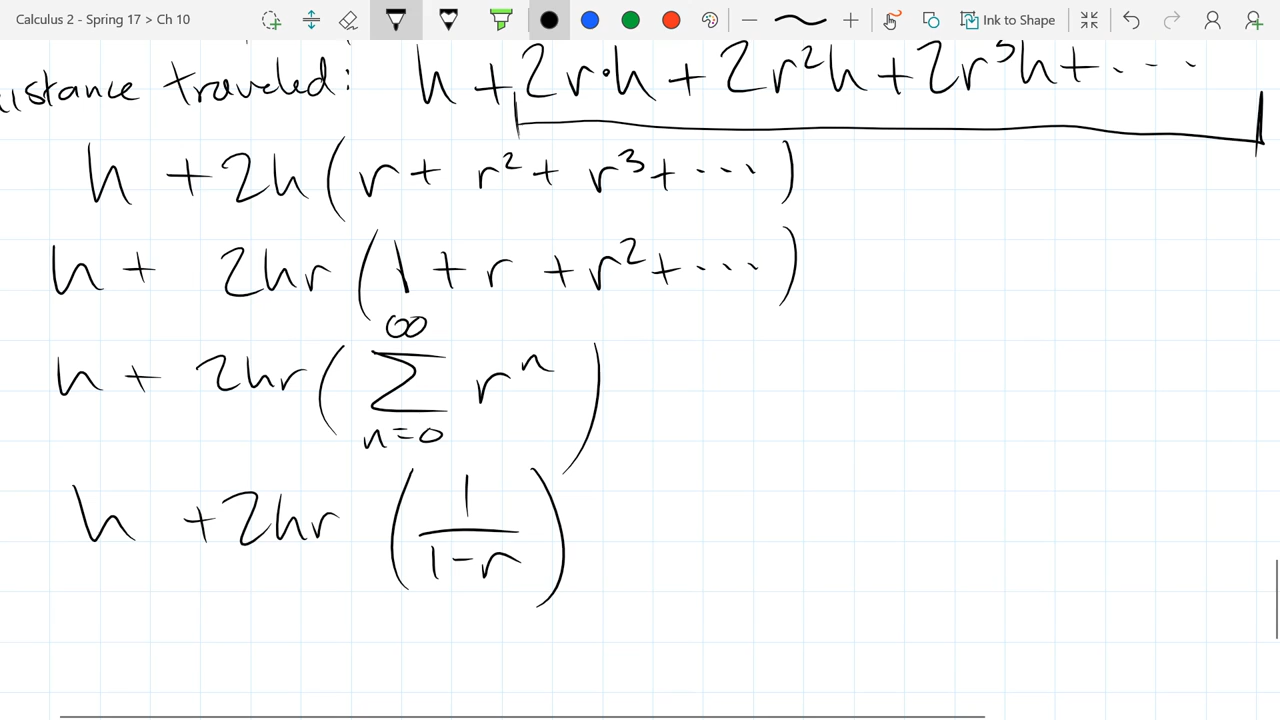 Calculus 2 - Spring 17 > Ch 10
Ink to Shape
distance traveled: h + 2r·h + 2r²h + 2r³h + ···
h + 2h(r + r² + r³ + ···)
h + 2hr(1 + r + r² + ···)
∞
h + 2hr(∑ rⁿ)
n=0
h + 2hr(1/(1-r))